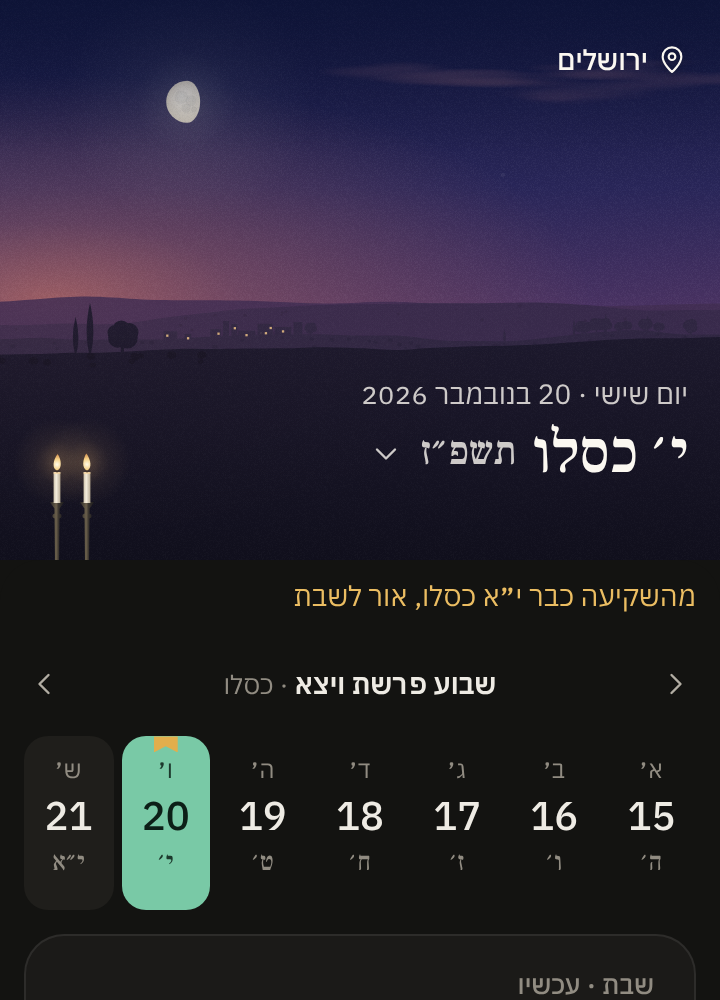 ירושלים
יום שישי · 20 בנובמבר 2026
י׳ כסלו תשפ״ז
מהשקיעה כבר י״א כסלו, אור לשבת
שבוע פרשת ויצא · כסלו
א׳ ב׳ ג׳ ד׳ ה׳ ו׳ ש׳
15 16 17 18 19 20 21
ה׳ ו׳ ז׳ ח׳ ט׳ י׳ י״א
שבת · עכשיו